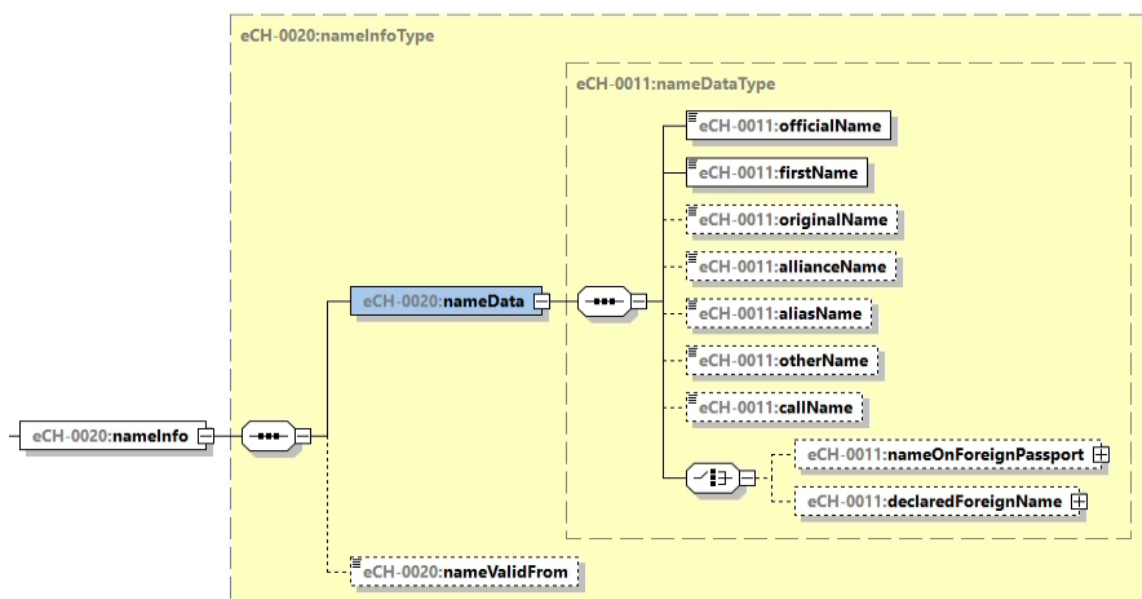 eCH-0020:nameInfoType
eCH-0011:nameDataType
eCH-0011:officialName
eCH-0011:firstName
eCH-0011:originalName
eCH-0011:allianceName
eCH-0020:nameData
eCH-0011:aliasName
eCH-0011:otherName
eCH-0011:callName
eCH-0020:nameInfo
eCH-0011:nameOnForeignPassport
eCH-0011:declaredForeignName
eCH-0020:nameValidFrom